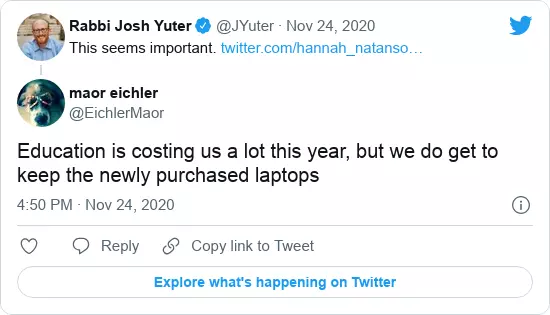 Rabbi Josh Yuter @JYuter · Nov 24, 2020
This seems important. twitter.com/hannah_natanso…
maor eichler
@EichlerMaor
Education is costing us a lot this year, but we do get to
keep the newly purchased laptops
4:50 PM · Nov 24, 2020
Reply Copy link to Tweet
Explore what's happening on Twitter